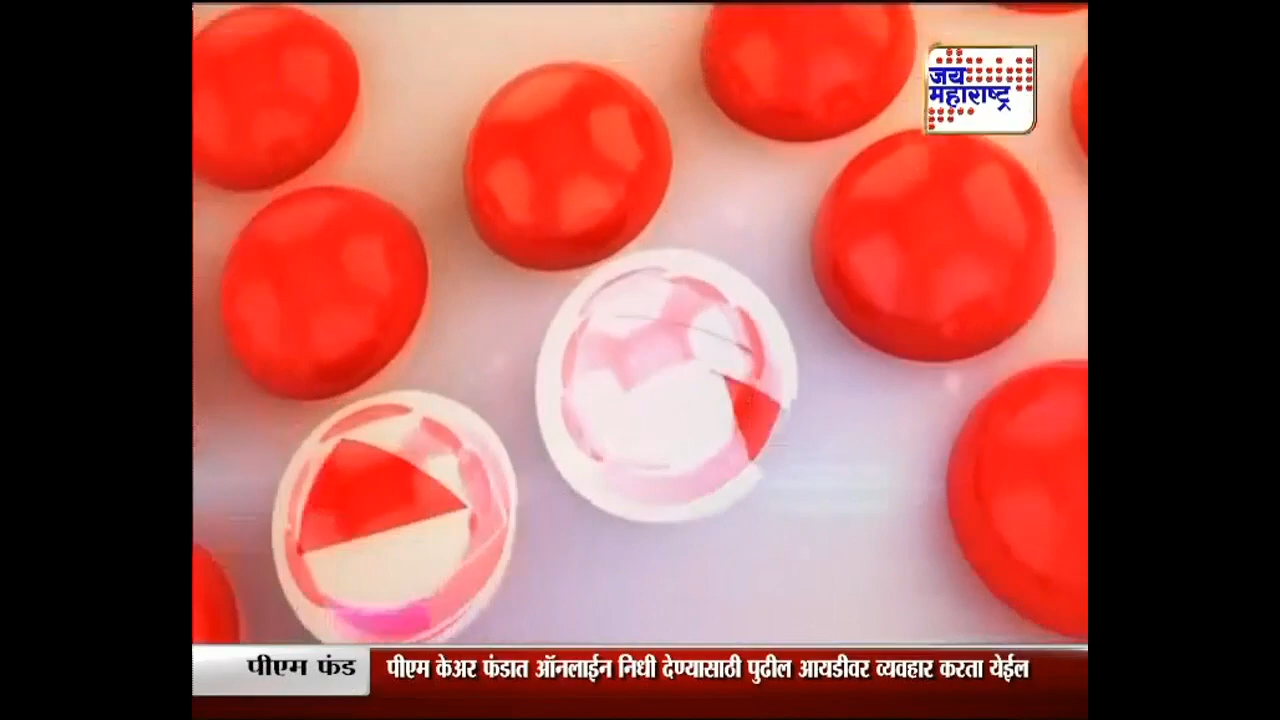 जय
महाराष्ट्र
पीएम फंड
पीएम केअर फंडात ऑनलाईन निधी देण्यासाठी पुढील आयडीवर व्यवहार करता येईल